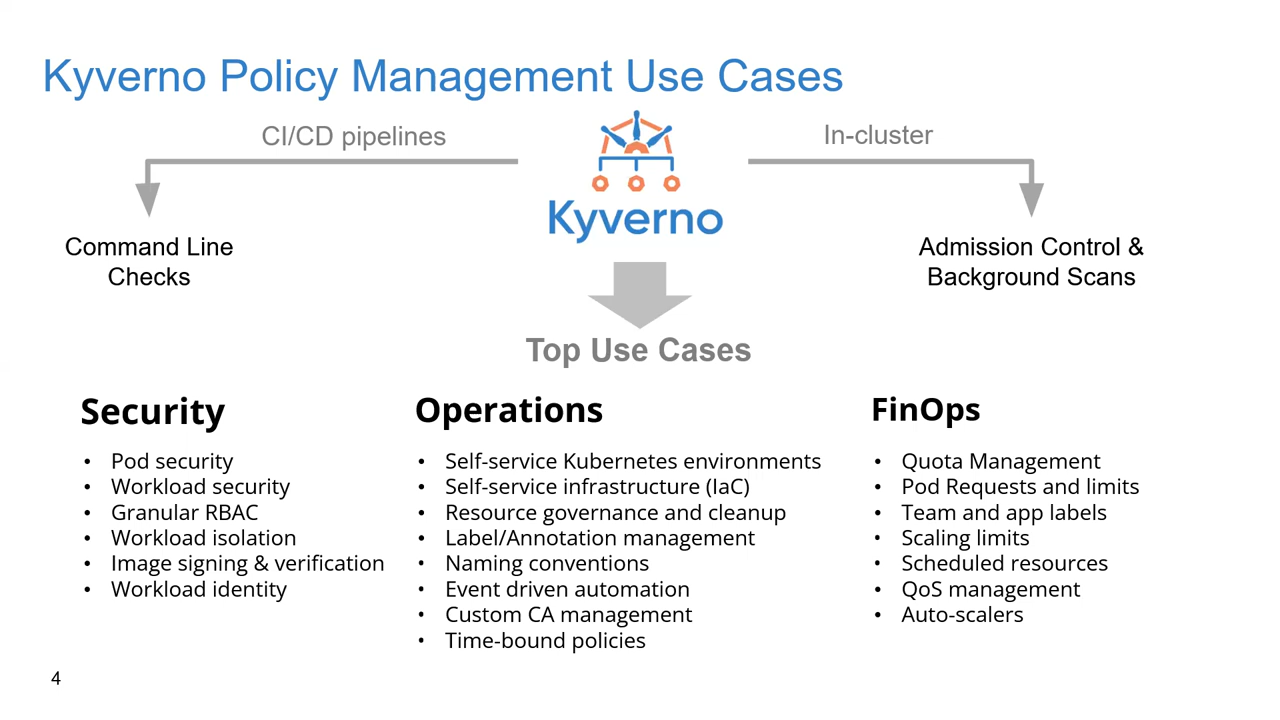 Kyverno Policy Management Use Cases
CI/CD pipelines
In-cluster
Kyverno
Command Line
Checks
Admission Control &
Background Scans
Top Use Cases
Security
• Pod security
• Workload security
• Granular RBAC
• Workload isolation
• Image signing & verification
• Workload identity
Operations
• Self-service Kubernetes environments
• Self-service infrastructure (IaC)
• Resource governance and cleanup
• Label/Annotation management
• Naming conventions
• Event driven automation
• Custom CA management
• Time-bound policies
FinOps
• Quota Management
• Pod Requests and limits
• Team and app labels
• Scaling limits
• Scheduled resources
• QoS management
• Auto-scalers
4